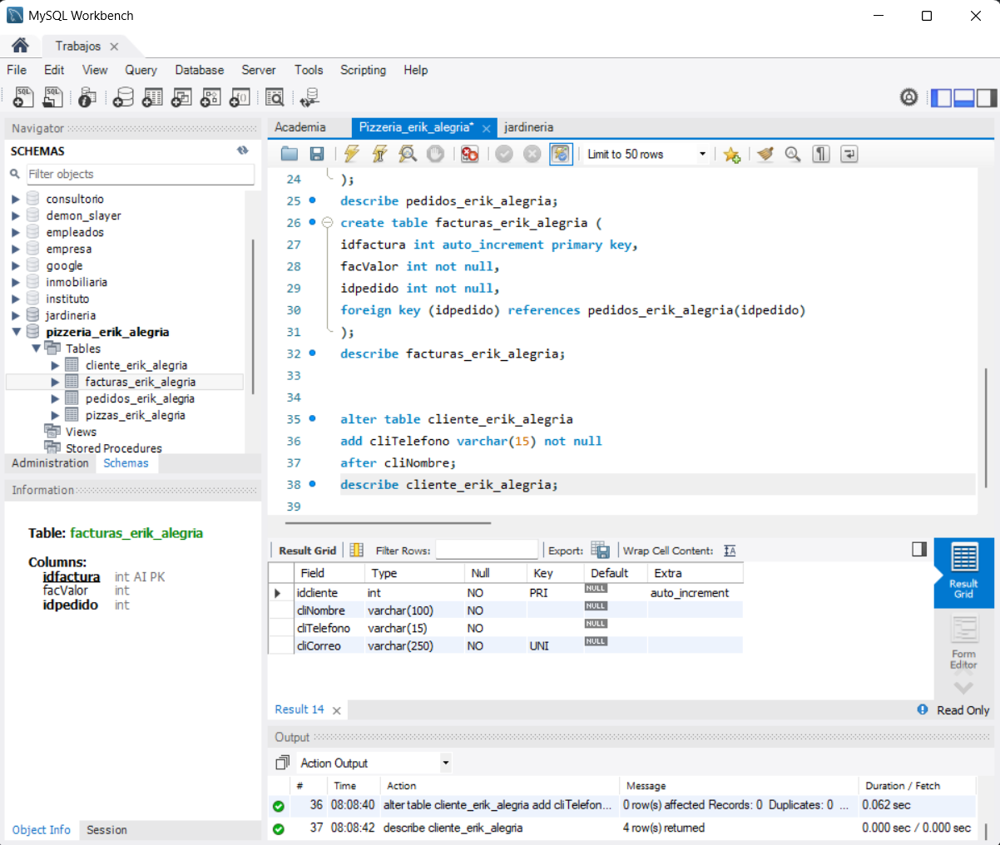 MySQL Workbench
Trabajos
File Edit View Query Database Server Tools Scripting Help
Navigator
SCHEMAS
Filter objects
consultorio
demon_slayer
empleados
empresa
google
inmobiliaria
instituto
jardineria
pizzeria_erik_alegria
Tables
cliente_erik_alegria
facturas_erik_alegria
pedidos_erik_alegria
pizzas_erik_alegria
Views
Stored Procedures
Administration Schemas
Information
Table: facturas_erik_alegria
Columns:
idfactura int AI PK
facValor int
idpedido int
Object Info Session
Academia Pizzeria_erik_alegria* jardineria
Limit to 50 rows
24 );
25 describe pedidos_erik_alegria;
26 create table facturas_erik_alegria (
27 idfactura int auto_increment primary key,
28 facValor int not null,
29 idpedido int not null,
30 foreign key (idpedido) references pedidos_erik_alegria(idpedido)
31 );
32 describe facturas_erik_alegria;
33
34
35 alter table cliente_erik_alegria
36 add cliTelefono varchar(15) not null
37 after cliNombre;
38 describe cliente_erik_alegria;
39
Result Grid Filter Rows: Export: Wrap Cell Content: IA
Field Type Null Key Default Extra
idcliente int NO PRI NULL auto_increment
cliNombre varchar(100) NO NULL
cliTelefono varchar(15) NO NULL
cliCorreo varchar(250) NO UNI NULL
Result Grid
Form Editor
Result 14
Read Only
Output
Action Output
# Time Action Message Duration / Fetch
36 08:08:40 alter table cliente_erik_alegria add cliTelefon... 0 row(s) affected Records: 0 Duplicates: 0 ... 0.062 sec
37 08:08:42 describe cliente_erik_alegria 4 row(s) returned 0.000 sec / 0.000 sec